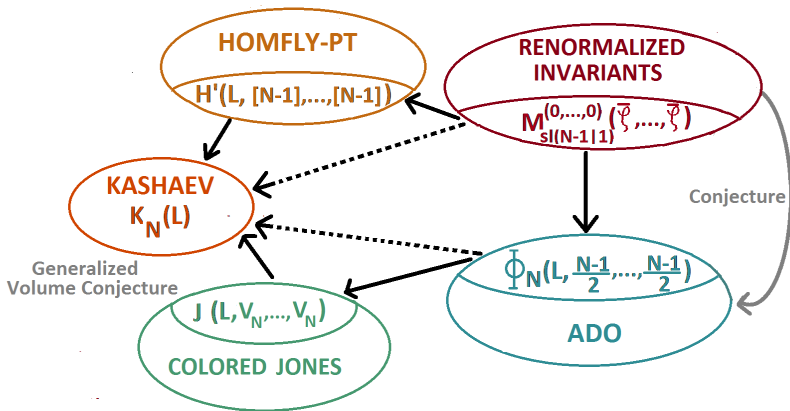 HOMFLY-PT
H'(L, [N-1],...,[N-1])
RENORMALIZED
INVARIANTS
M^{(0,...,0)}_{sl(N-1|1)} (ζ̄^φ̄,...,ζ̄^φ̄)
KASHAEV
K_N(L)
Conjecture
Generalized
Volume Conjecture
J (L,V_N,...,V_N)
COLORED JONES
Φ_N(L, N-1/2,..., N-1/2)
ADO